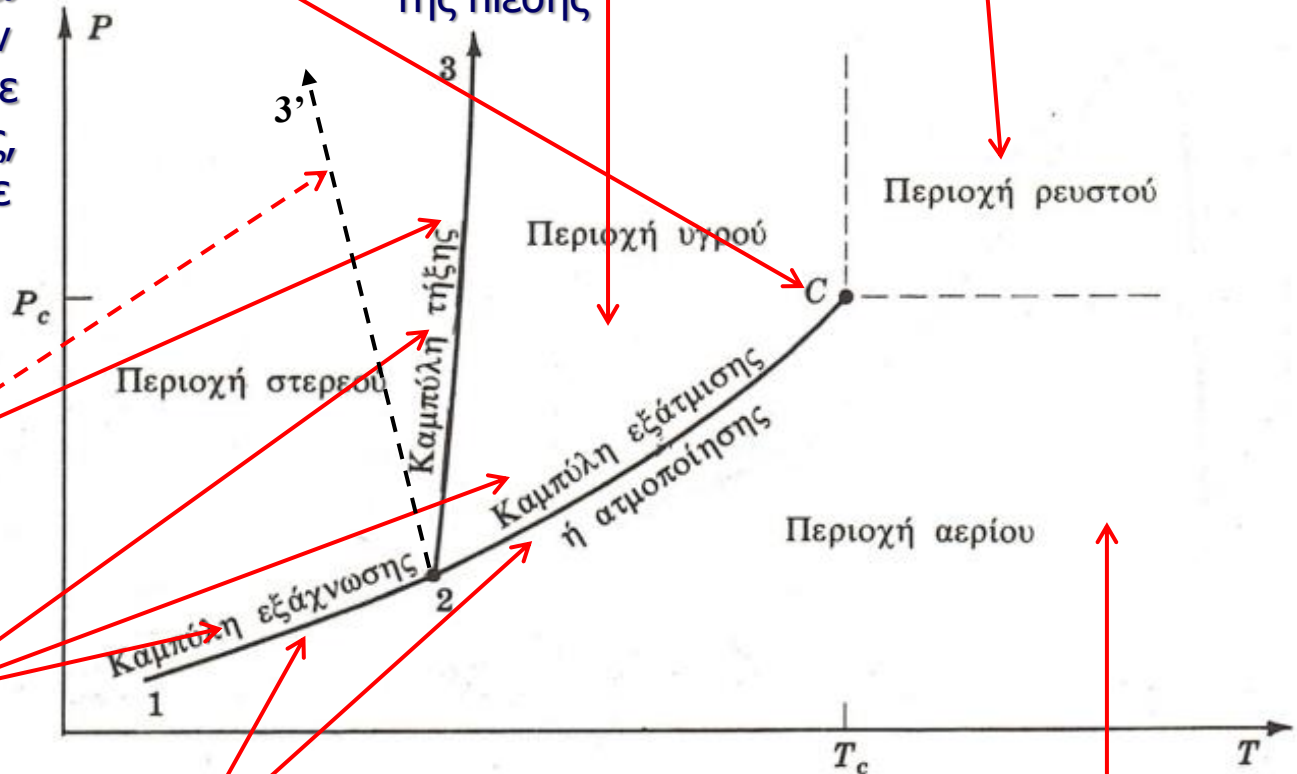 της πίεσης
P
ε
ς,
ε
3
3’
Περιοχή ρευστού
Περιοχή υγρού
Καμπύλη τήξης
C
Pc
Περιοχή στερεού
Καμπύλη εξάτμισης
ή ατμοποίησης
Περιοχή αερίου
Καμπύλη εξάχνωσης
2
1
Tc
T